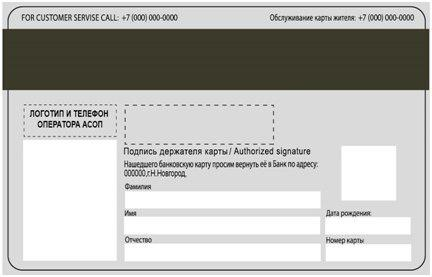 FOR CUSTOMER SERVISE CALL: +7 (000) 000-0000
Обслуживание карты жителя: +7 (000) 000-0000
ЛОГОТИП И ТЕЛЕФОН
ОПЕРАТОРА АСОП
Подпись держателя карты / Authorized signature
Нашедшего банковскую карту просим вернуть её в Банк по адресу:
000000,г.Н.Новгород,
Фамилия
Имя
Дата рождения:
Отчество
Номер карты